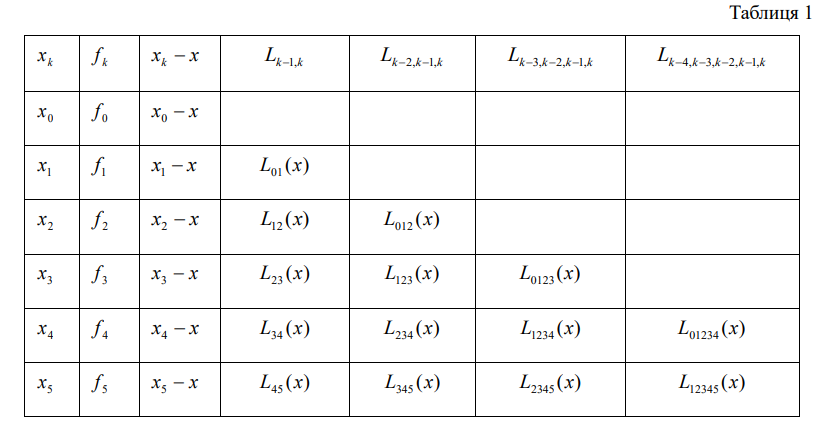 Таблиця 1
x_k f_k x_k − x L_{k−1,k} L_{k−2,k−1,k} L_{k−3,k−2,k−1,k} L_{k−4,k−3,k−2,k−1,k}
x_0 f_0 x_0 − x
x_1 f_1 x_1 − x L_{01}(x)
x_2 f_2 x_2 − x L_{12}(x) L_{012}(x)
x_3 f_3 x_3 − x L_{23}(x) L_{123}(x) L_{0123}(x)
x_4 f_4 x_4 − x L_{34}(x) L_{234}(x) L_{1234}(x) L_{01234}(x)
x_5 f_5 x_5 − x L_{45}(x) L_{345}(x) L_{2345}(x) L_{12345}(x)